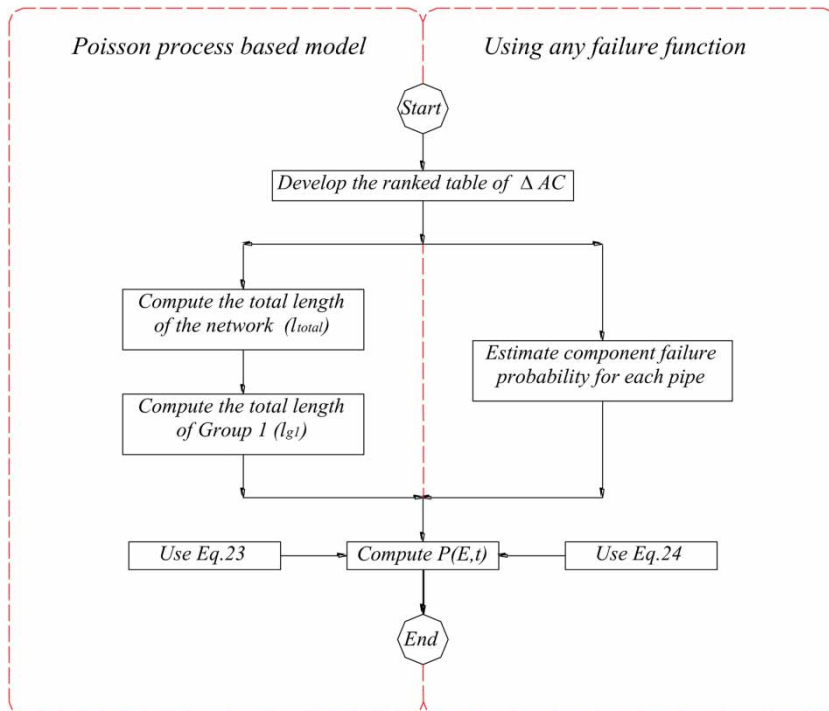 Poisson process based model
Using any failure function
Start
Develop the ranked table of Δ AC
Compute the total length
of the network (ltotal)
Estimate component failure
probability for each pipe
Compute the total length
of Group 1 (lg1)
Use Eq.23
Compute P(E,t)
Use Eq.24
End